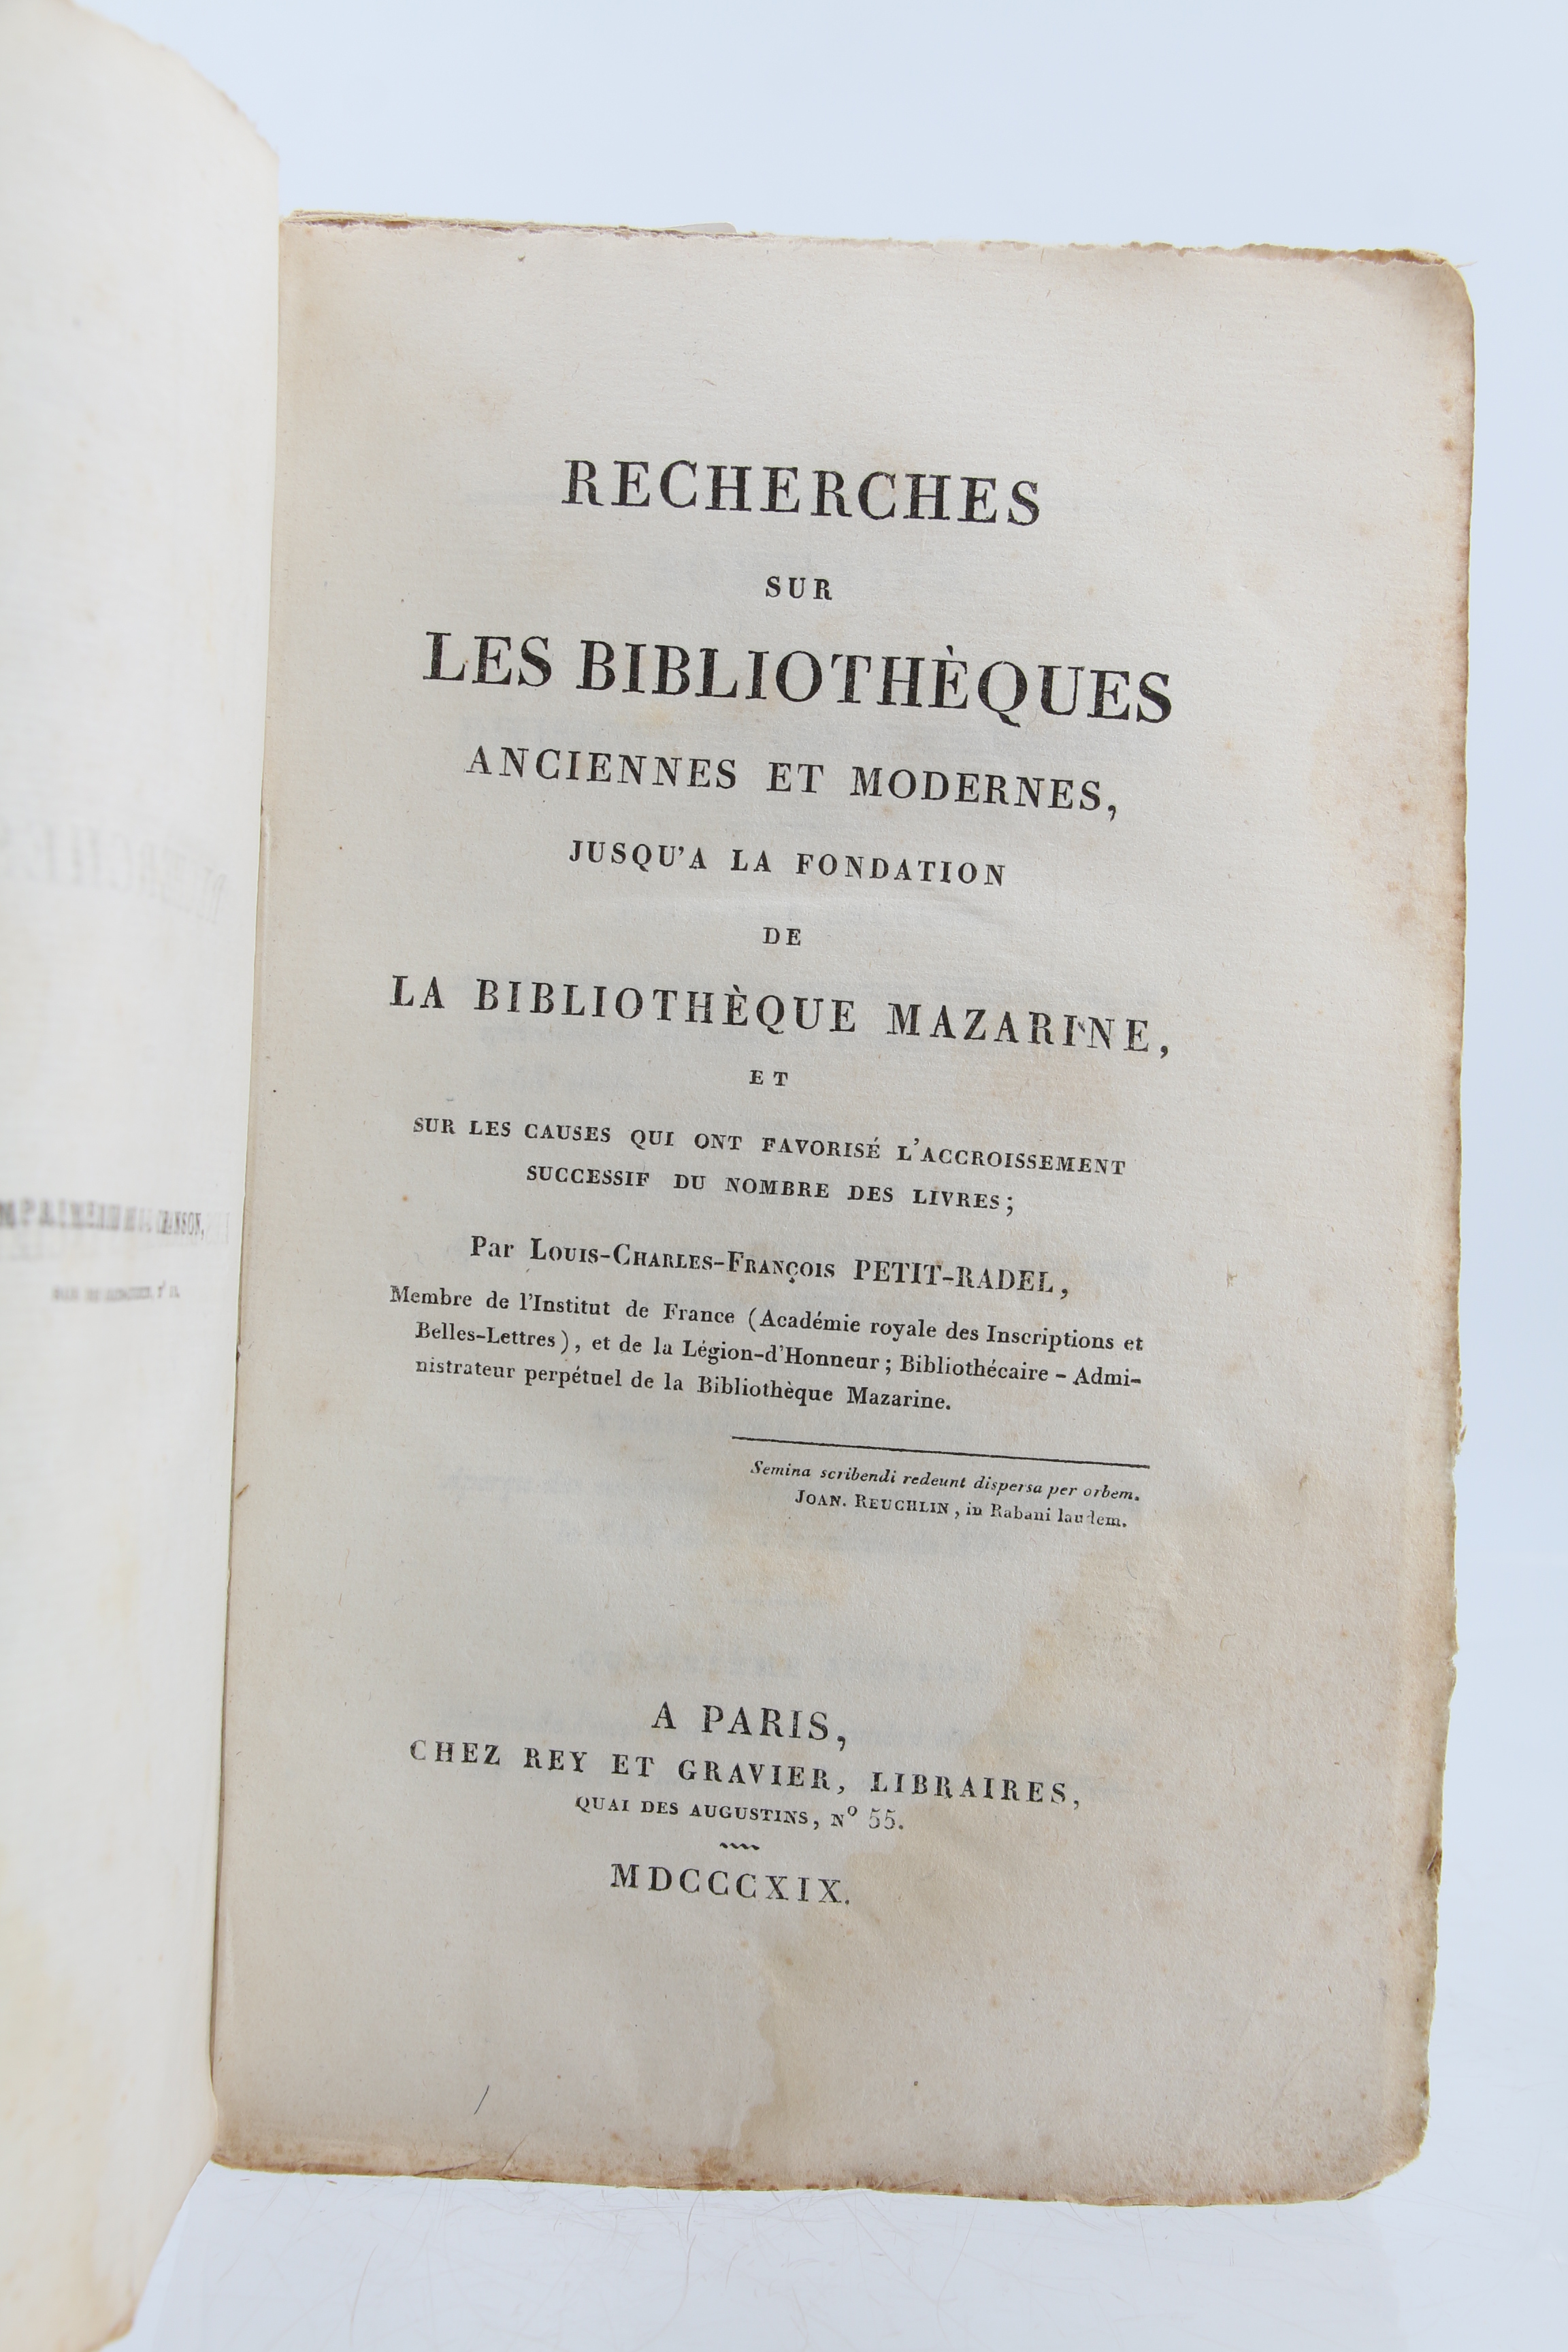 RECHERCHES
SUR
LES BIBLIOTHÈQUES
ANCIENNES ET MODERNES,
JUSQU'A LA FONDATION
DE
LA BIBLIOTHÈQUE MAZARINE,
ET
SUR LES CAUSES QUI ONT FAVORISÉ L'ACCROISSEMENT
SUCCESSIF DU NOMBRE DES LIVRES;
Par Louis-Charles-François PETIT-RADEL,
Membre de l'Institut de France (Académie royale des Inscriptions et
Belles-Lettres), et de la Légion-d'Honneur; Bibliothécaire-Admi-
nistrateur perpétuel de la Bibliothèque Mazarine.
Semina scribendi redeunt dispersa per orbem.
Joan. Reuchlin, in Rabani laudem.
A PARIS,
CHEZ REY ET GRAVIER, LIBRAIRES,
QUAI DES AUGUSTINS, Nº 55.
MDCCCXIX.